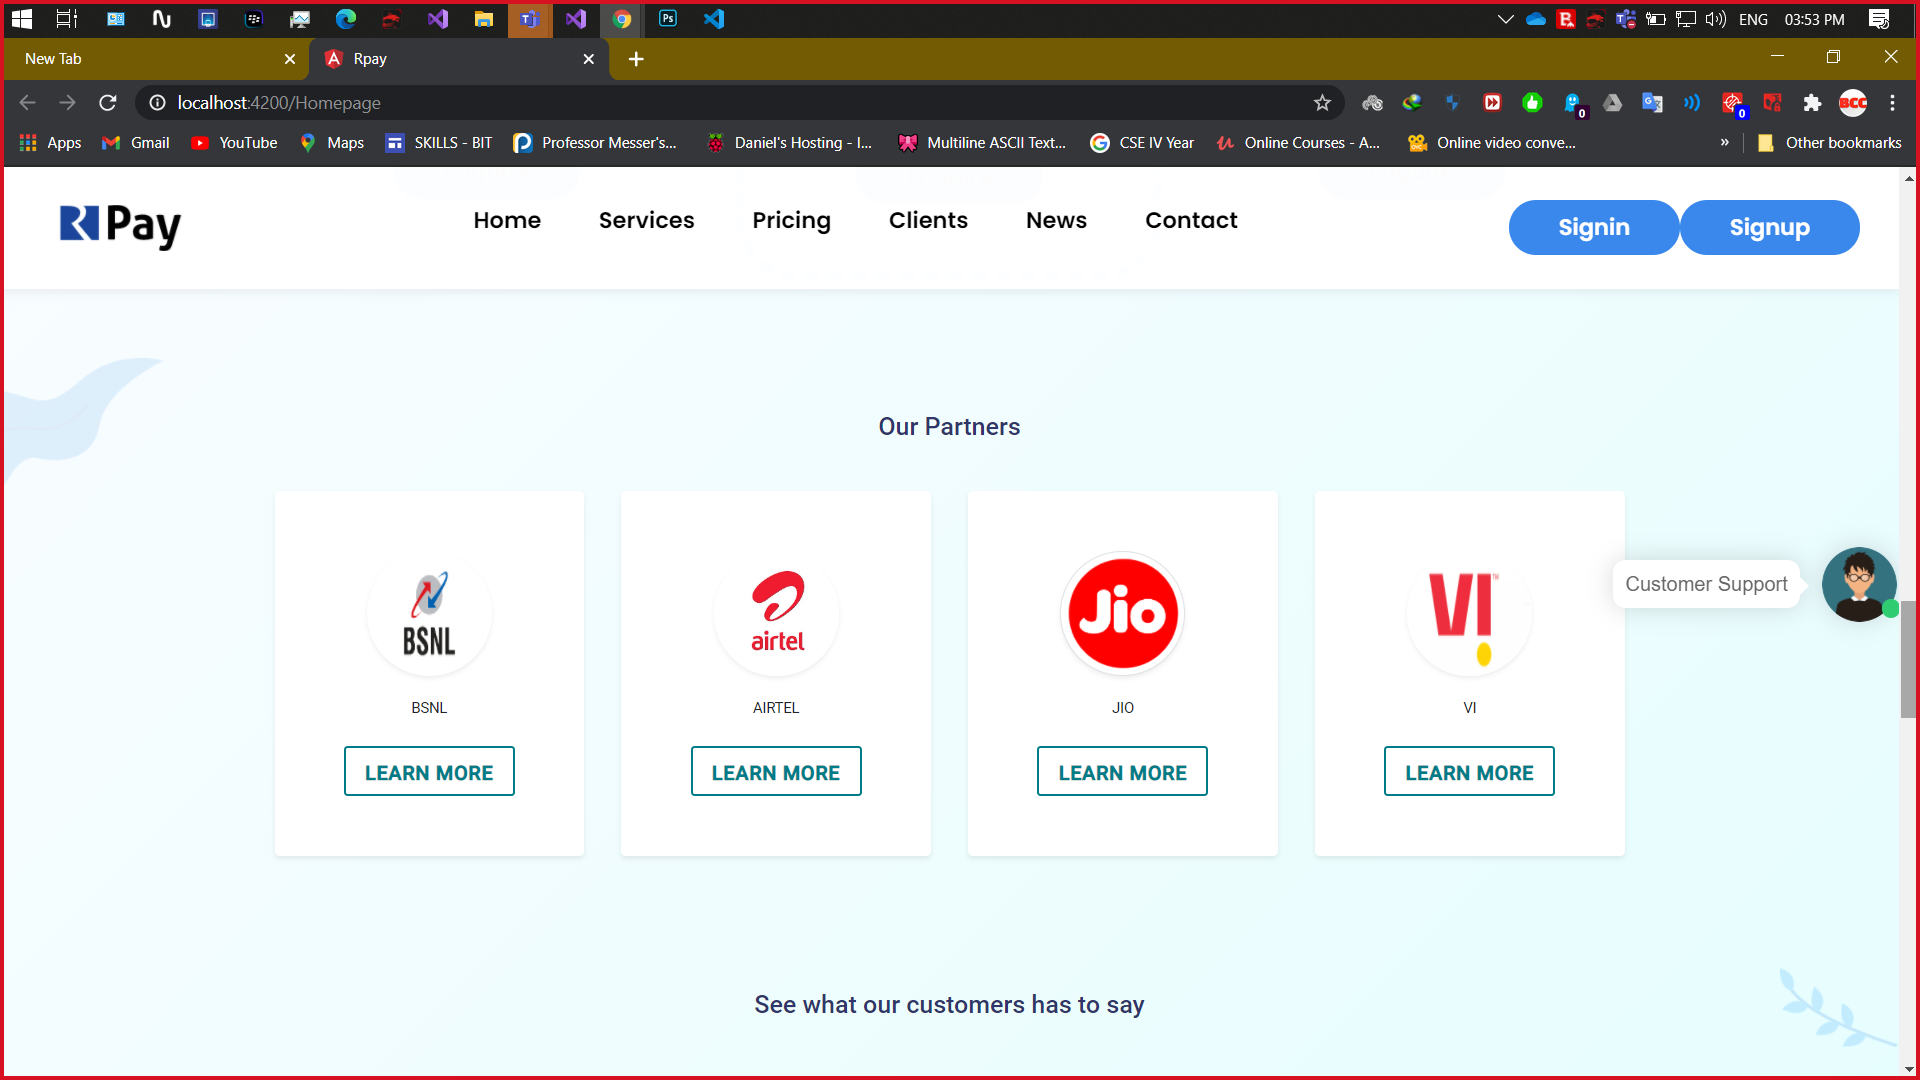 ENG 03:53 PM
New Tab Rpay
localhost:4200/Homepage
0 0 BCC
Apps Gmail YouTube Maps SKILLS - BIT Professor Messer's... Daniel's Hosting - I... Multiline ASCII Text... CSE IV Year Online Courses - A... Online video conve... » Other bookmarks
R Pay Home Services Pricing Clients News Contact Signin Signup
Our Partners
BSNL airtel Jio VI
Customer Support
BSNL AIRTEL JIO VI
LEARN MORE LEARN MORE LEARN MORE LEARN MORE
See what our customers has to say